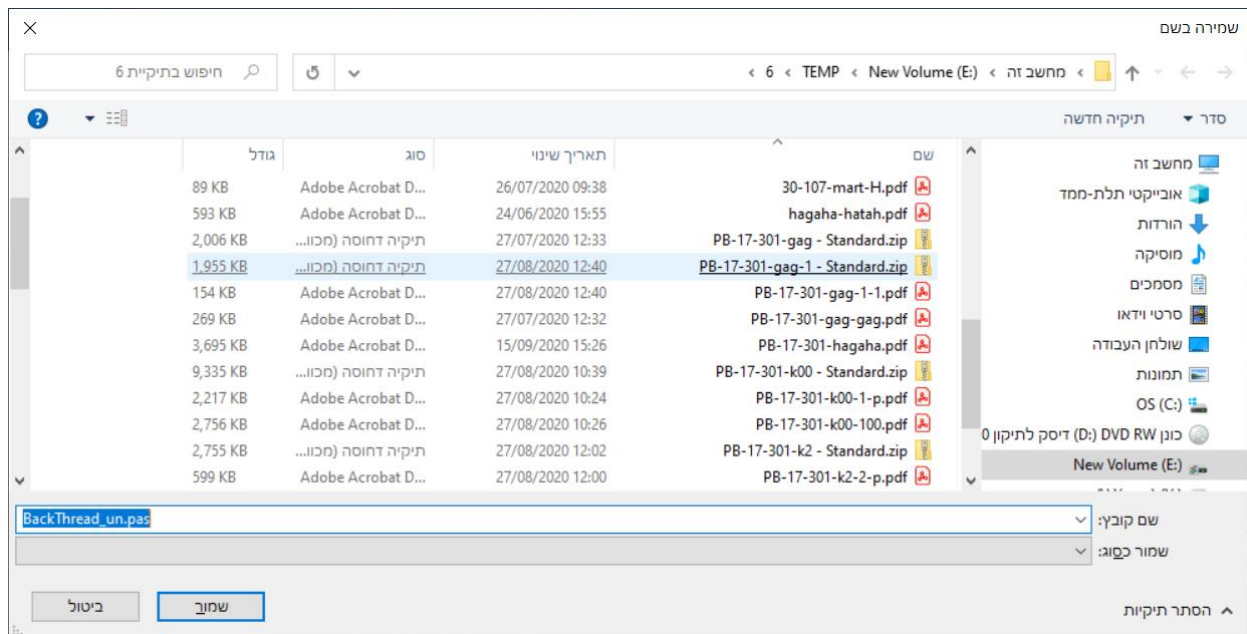 שמירה בשם
מחשב זה › New Volume (E:) › TEMP › 6 ›
חיפוש בתיקיית 6
סדר
תיקיה חדשה
מחשב זה
אובייקטי תלת-ממד
הורדות
מוסיקה
מסמכים
סרטי וידאו
שולחן העבודה
תמונות
OS (C:)
כונן DVD RW (D:) דיסק לתיקון 0
New Volume (E:)
שם תאריך שינוי סוג גודל
30-107-mart-H.pdf 26/07/2020 09:38 Adobe Acrobat D... 89 KB
hagaha-hatah.pdf 24/06/2020 15:55 Adobe Acrobat D... 593 KB
PB-17-301-gag - Standard.zip 27/07/2020 12:33 תיקיה דחוסה (מכוו... 2,006 KB
PB-17-301-gag-1 - Standard.zip 27/08/2020 12:40 תיקיה דחוסה (מכוו... 1,955 KB
PB-17-301-gag-1-1.pdf 27/08/2020 12:40 Adobe Acrobat D... 154 KB
PB-17-301-gag-gag.pdf 27/07/2020 12:32 Adobe Acrobat D... 269 KB
PB-17-301-hagaha.pdf 15/09/2020 15:26 Adobe Acrobat D... 3,695 KB
PB-17-301-k00 - Standard.zip 27/08/2020 10:39 תיקיה דחוסה (מכוו... 9,335 KB
PB-17-301-k00-1-p.pdf 27/08/2020 10:24 Adobe Acrobat D... 2,217 KB
PB-17-301-k00-100.pdf 27/08/2020 10:26 Adobe Acrobat D... 2,756 KB
PB-17-301-k2 - Standard.zip 27/08/2020 12:02 תיקיה דחוסה (מכוו... 2,755 KB
PB-17-301-k2-2-p.pdf 27/08/2020 12:00 Adobe Acrobat D... 599 KB
שם קובץ: BackThread_un.pas
שמור כסוג:
הסתר תיקיות
שמור
ביטול